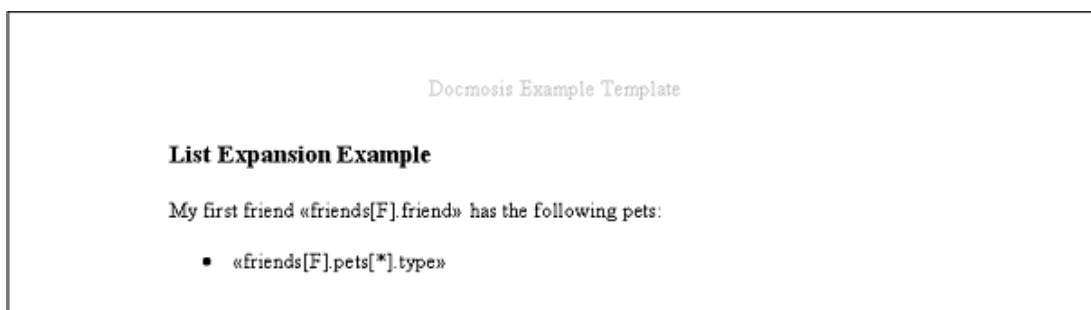 Docmosis Example Template
List Expansion Example
My first friend «friends[F].friend» has the following pets:
• «friends[F].pets[*].type»